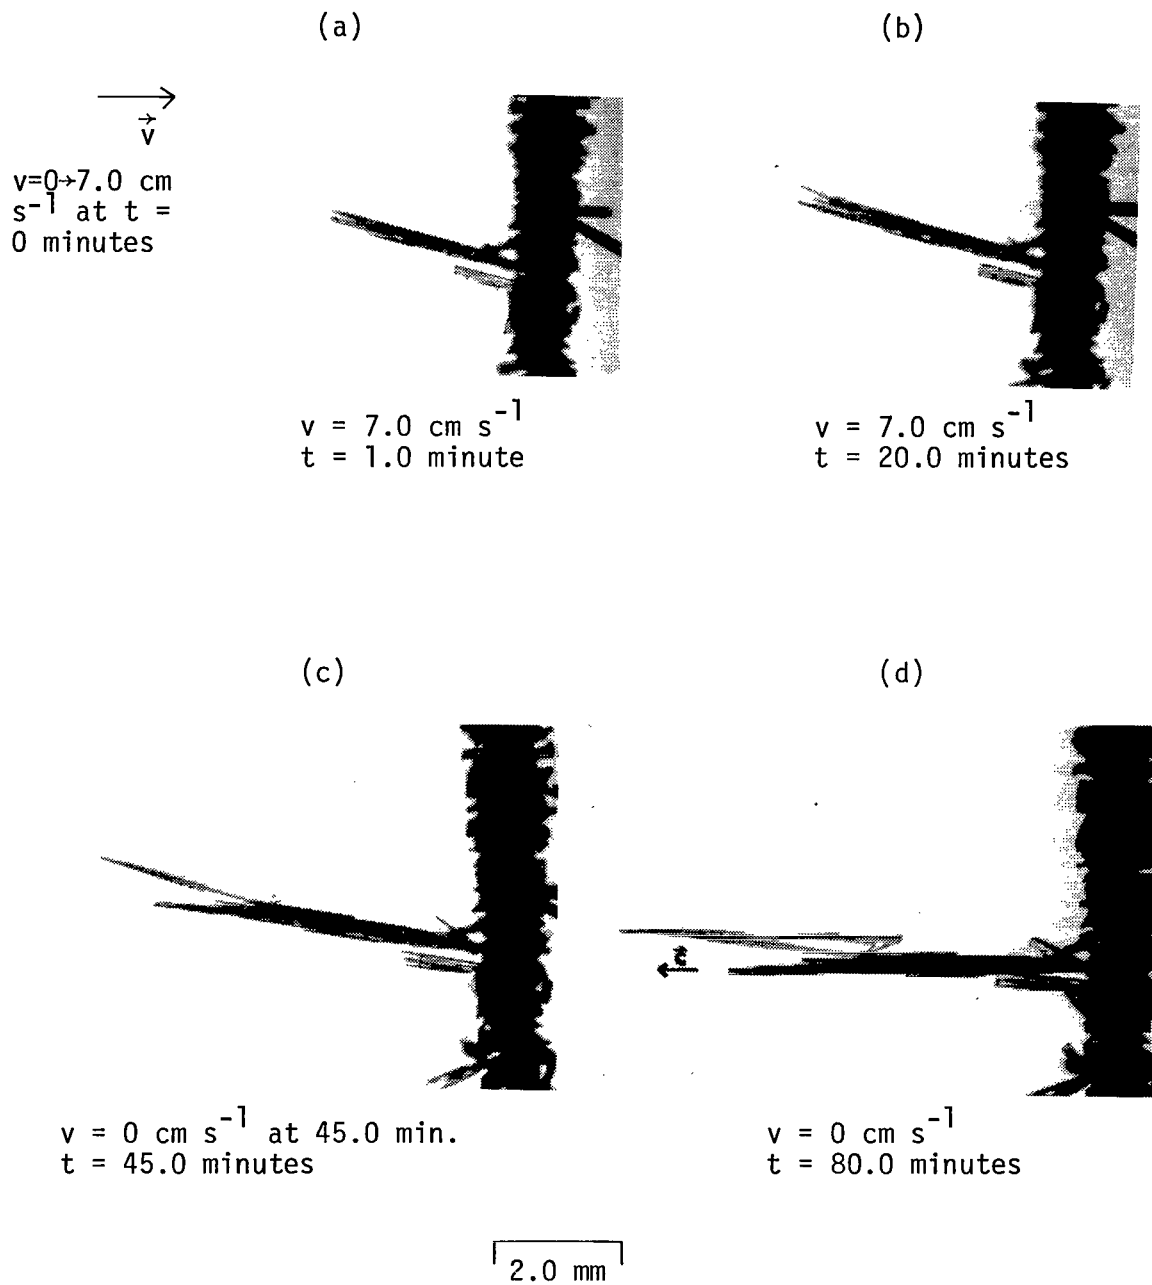 (a)
(b)
→
v⃗
v=0→7.0 cm
s⁻¹ at t =
0 minutes
v = 7.0 cm s⁻¹
t = 1.0 minute
v = 7.0 cm s⁻¹
t = 20.0 minutes
(c)
(d)
c⃗
v = 0 cm s⁻¹ at 45.0 min.
t = 45.0 minutes
v = 0 cm s⁻¹
t = 80.0 minutes
2.0 mm